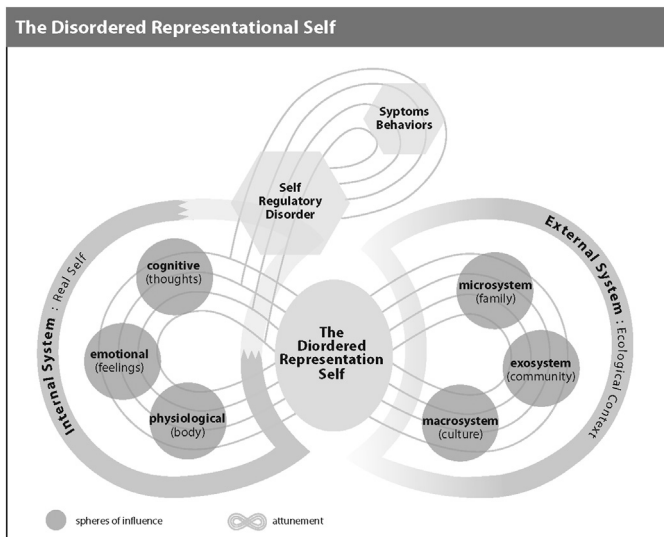 The Disordered Representational Self
Syptoms
Behaviors
Self
Regulatory
Disorder
Internal System : Real Self
cognitive
(thoughts)
emotional
(feelings)
physiological
(body)
The
Diordered
Representation
Self
External System : Ecological Context
microsystem
(family)
exosystem
(community)
macrosystem
(culture)
spheres of influence
attunement